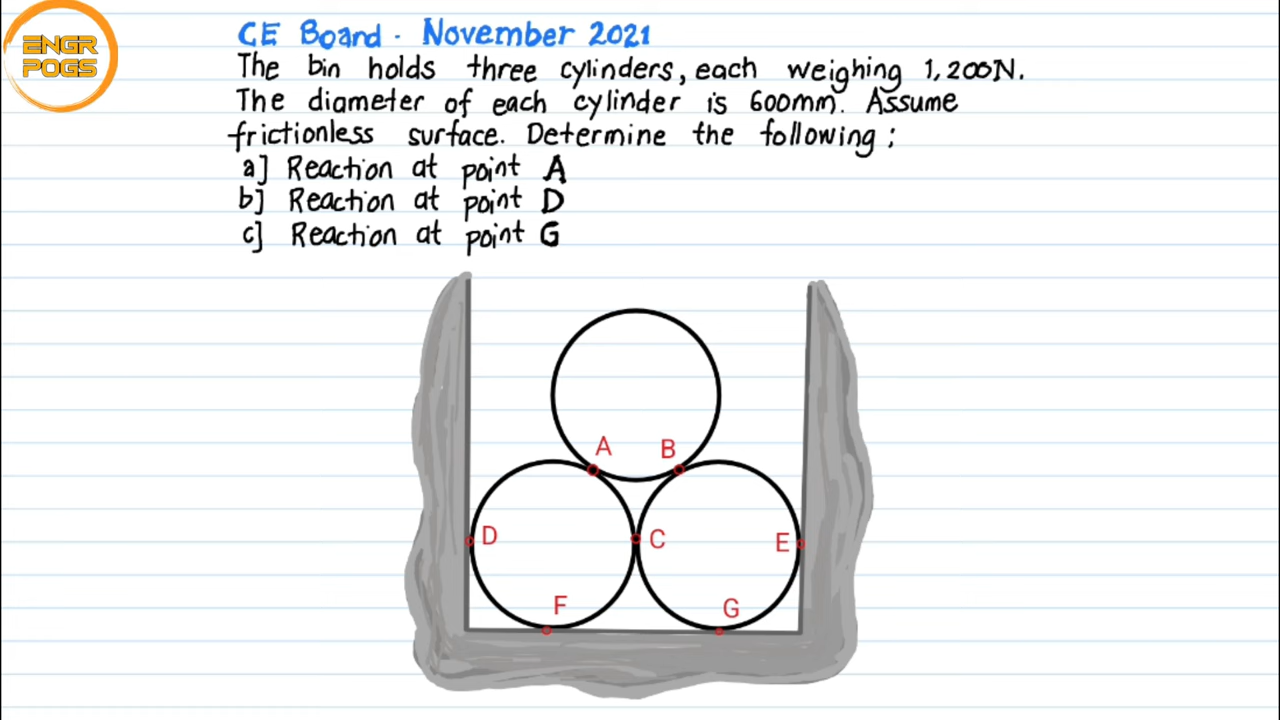 ENGR
POGS
CE Board - November 2021
The bin holds three cylinders, each weighing 1,200N.
The diameter of each cylinder is 600mm. Assume
frictionless surface. Determine the following:
a] Reaction at point A
b] Reaction at point D
c] Reaction at point G
A B
D C E
F G